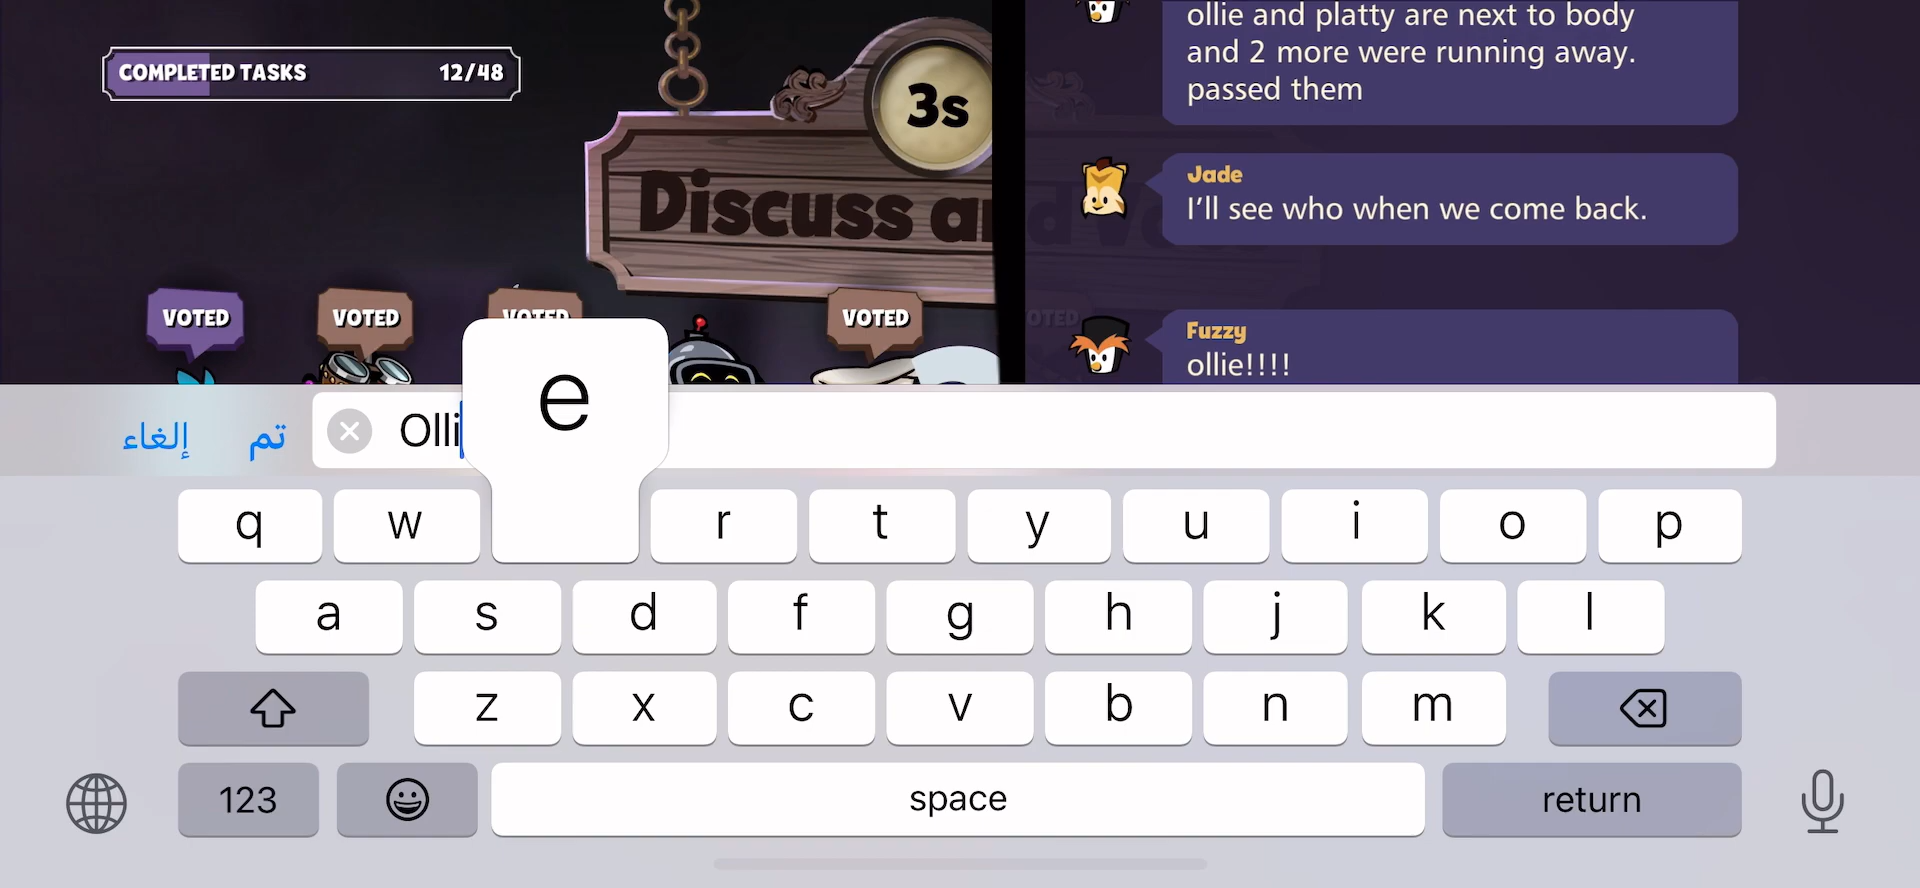 COMPLETED TASKS 12/48
3s
Discuss an
VOTED
VOTED
VOTED
VOTED
ollie and platty are next to body
and 2 more were running away.
passed them
Jade
I'll see who when we come back.
Fuzzy
ollie!!!!
إلغاء
تم
Olli
e
q w r t y u i o p
a s d f g h j k l
z x c v b n m
123 space return